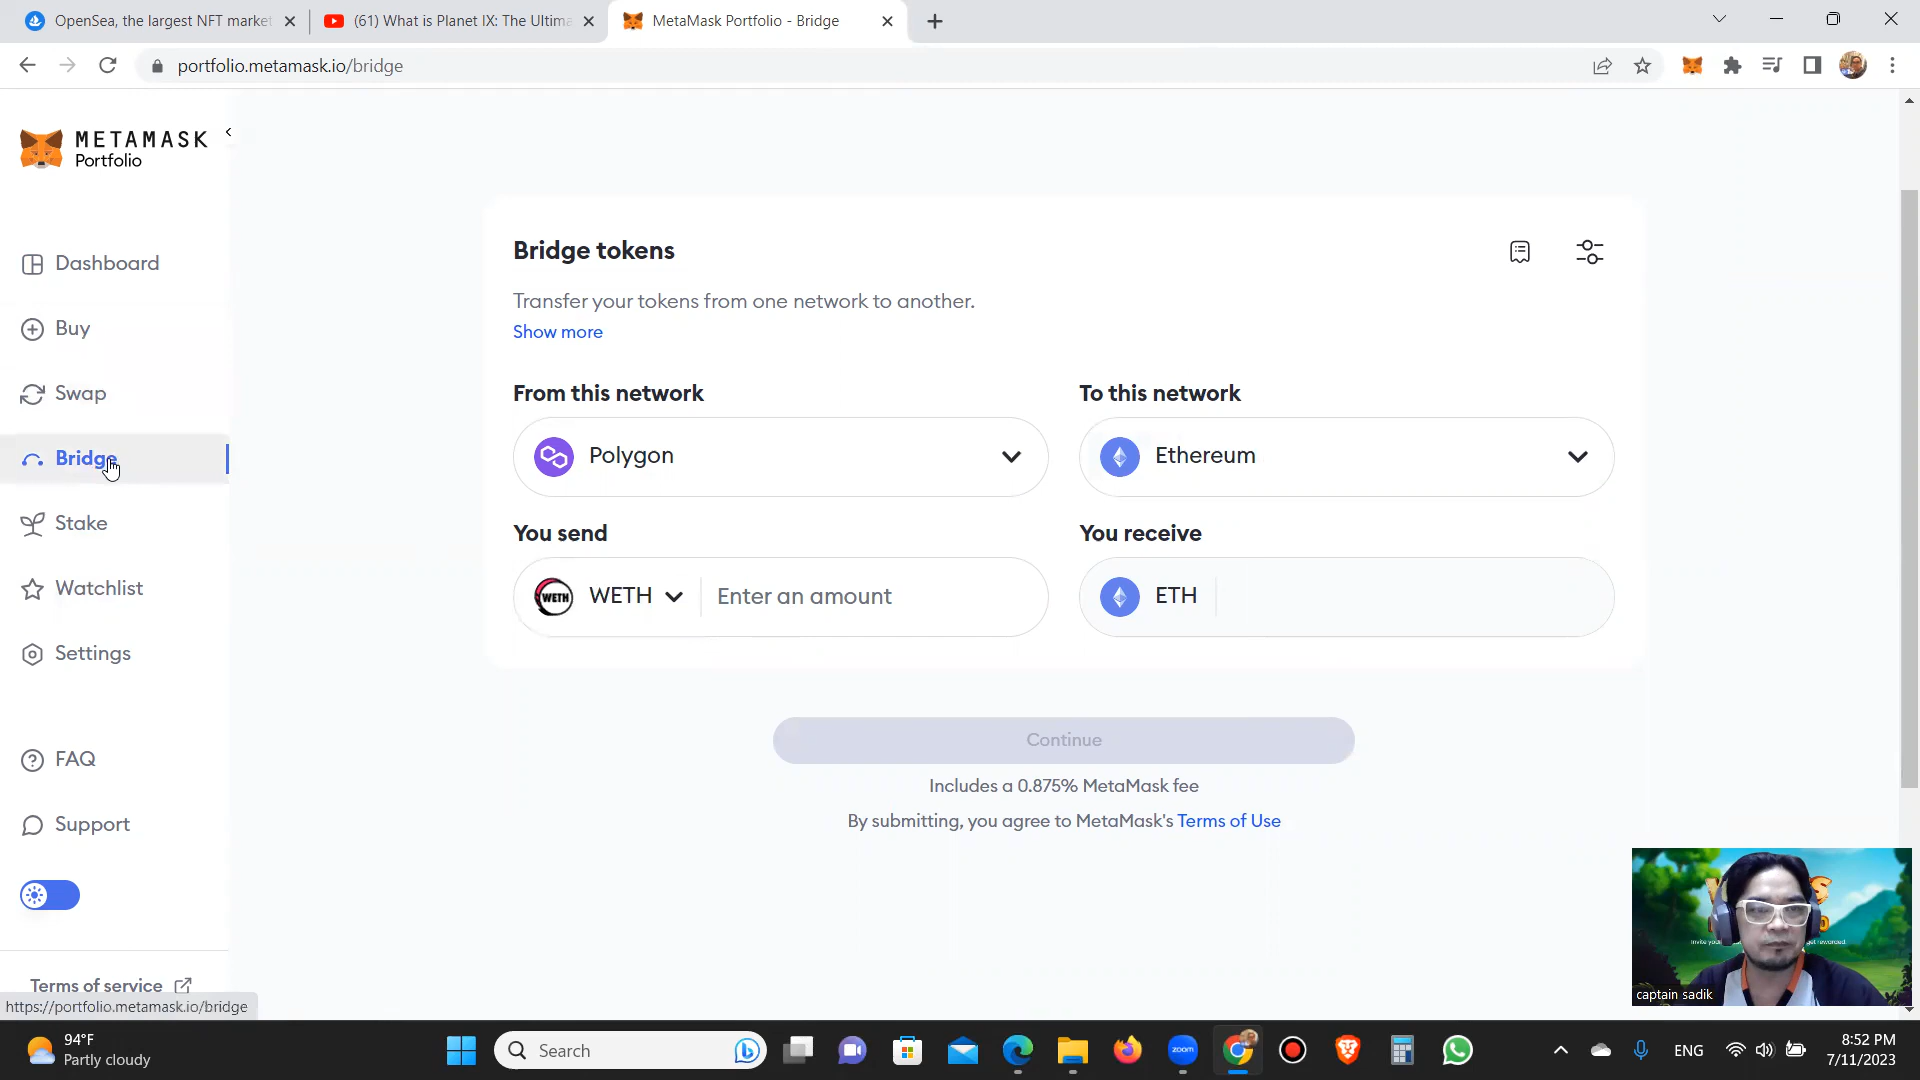 OpenSea, the largest NFT market
(61) What is Planet IX: The Ultima
MetaMask Portfolio - Bridge
portfolio.metamask.io/bridge
METAMASK
Portfolio
Dashboard
Buy
Swap
Bridge
Stake
Watchlist
Settings
FAQ
Support
Terms of service
https://portfolio.metamask.io/bridge
Bridge tokens
Transfer your tokens from one network to another.
Show more
From this network
To this network
Polygon
Ethereum
You send
You receive
WETH
WETH
Enter an amount
ETH
Continue
Includes a 0.875% MetaMask fee
By submitting, you agree to MetaMask's Terms of Use
captain sadik
94°F
Partly cloudy
Search
zoom
ENG
8:52 PM
7/11/2023